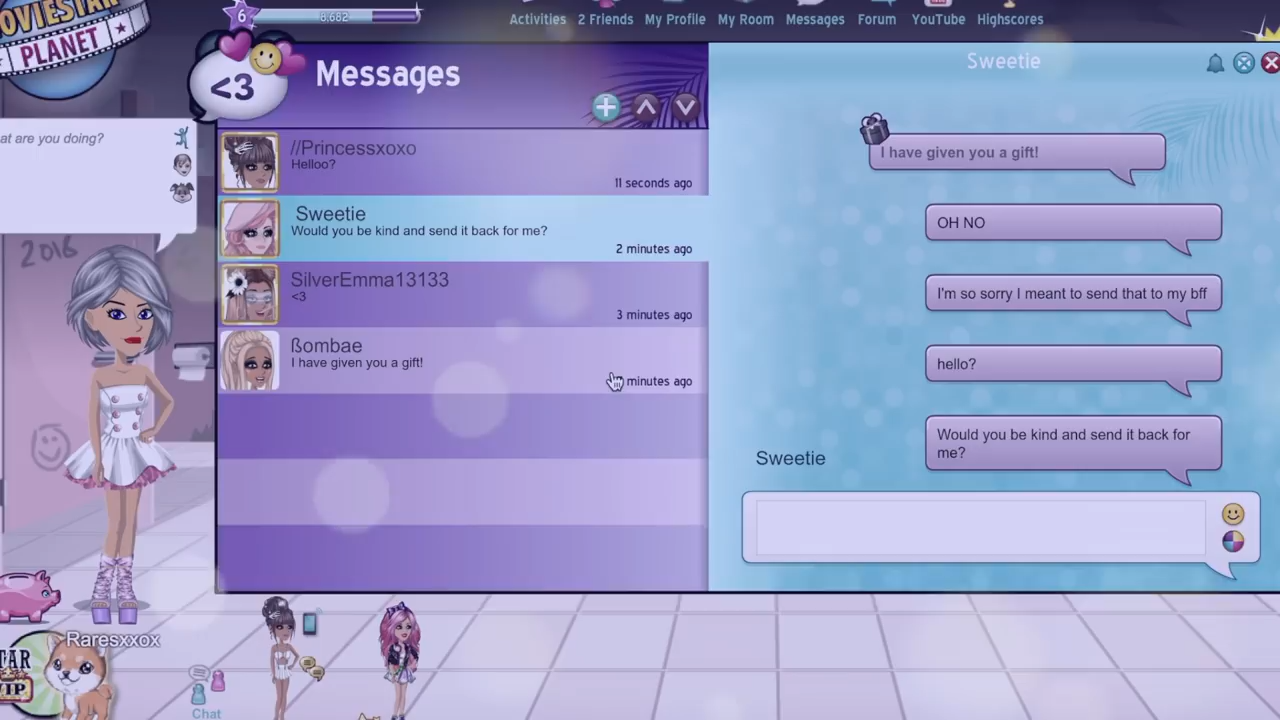 OVIESTAR
PLANET
6
8.682
Activities
2 Friends
My Profile
My Room
Messages
Forum
YouTube
Highscores
<3
Messages
at are you doing?
//Princessxoxo
Helloo?
11 seconds ago
Sweetie
Would you be kind and send it back for me?
2 minutes ago
SilverEmma13133
<3
3 minutes ago
ßombae
I have given you a gift!
minutes ago
Sweetie
I have given you a gift!
OH NO
I'm so sorry I meant to send that to my bff
hello?
Would you be kind and send it back for
me?
Sweetie
2016
Raresxxox
TÁR
VIP
Chat